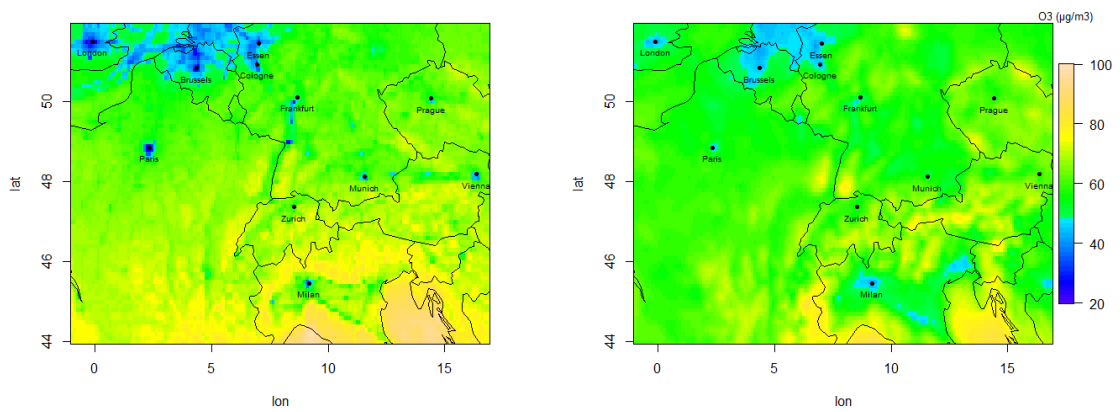 O3 (μg/m3)
London
Essen
Brussels
Cologne
Frankfurt
Prague
Paris
Munich
Vienna
Zurich
Milan
44 46 48 50
lat
0 5 10 15
lon
London
Essen
Brussels
Cologne
Frankfurt
Prague
Paris
Munich
Vienna
Zurich
Milan
44 46 48 50
lat
0 5 10 15
lon
100
80
60
40
20